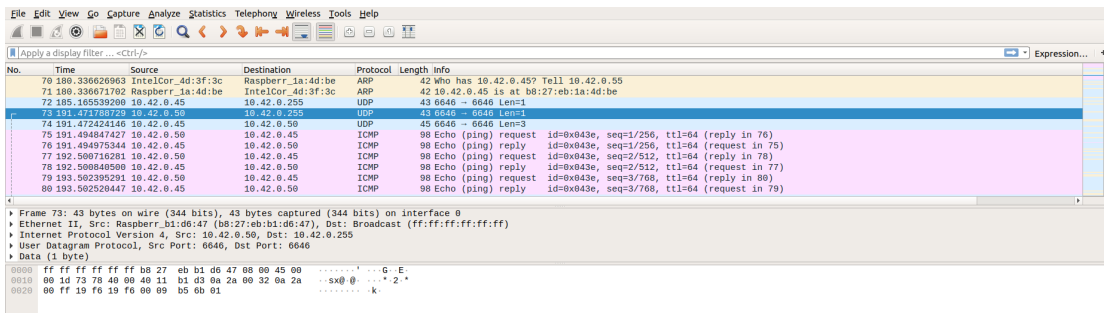 File Edit View Go Capture Analyze Statistics Telephony Wireless Tools Help
Apply a display filter … <Ctrl-/> Expression…
No. Time Source Destination Protocol Length Info
70 180.336626963 IntelCor_4d:3f:3c Raspberr_1a:4d:be ARP 42 Who has 10.42.0.45? Tell 10.42.0.55
71 180.336671702 Raspberr_1a:4d:be IntelCor_4d:3f:3c ARP 42 10.42.0.45 is at b8:27:eb:1a:4d:be
72 185.165539200 10.42.0.45 10.42.0.255 UDP 43 6646 → 6646 Len=1
73 191.471788729 10.42.0.50 10.42.0.255 UDP 43 6646 → 6646 Len=1
74 191.472424146 10.42.0.45 10.42.0.50 UDP 45 6646 → 6646 Len=3
75 191.494847427 10.42.0.50 10.42.0.45 ICMP 98 Echo (ping) request id=0x043e, seq=1/256, ttl=64 (reply in 76)
76 191.494975344 10.42.0.45 10.42.0.50 ICMP 98 Echo (ping) reply id=0x043e, seq=1/256, ttl=64 (request in 75)
77 192.500716281 10.42.0.50 10.42.0.45 ICMP 98 Echo (ping) request id=0x043e, seq=2/512, ttl=64 (reply in 78)
78 192.500840500 10.42.0.45 10.42.0.50 ICMP 98 Echo (ping) reply id=0x043e, seq=2/512, ttl=64 (request in 77)
79 193.502395291 10.42.0.50 10.42.0.45 ICMP 98 Echo (ping) request id=0x043e, seq=3/768, ttl=64 (reply in 80)
80 193.502520447 10.42.0.45 10.42.0.50 ICMP 98 Echo (ping) reply id=0x043e, seq=3/768, ttl=64 (request in 79)
Frame 73: 43 bytes on wire (344 bits), 43 bytes captured (344 bits) on interface 0
Ethernet II, Src: Raspberr_b1:d6:47 (b8:27:eb:b1:d6:47), Dst: Broadcast (ff:ff:ff:ff:ff:ff)
Internet Protocol Version 4, Src: 10.42.0.50, Dst: 10.42.0.255
User Datagram Protocol, Src Port: 6646, Dst Port: 6646
Data (1 byte)
0000 ff ff ff ff ff ff b8 27 eb b1 d6 47 08 00 45 00 ·······' ···G··E·
0010 00 1d 73 78 40 00 40 11 b1 d3 0a 2a 00 32 0a 2a ··sx@·@· ···*·2·*
0020 00 ff 19 f6 19 f6 00 09 b5 6b 01 ········ ·k·